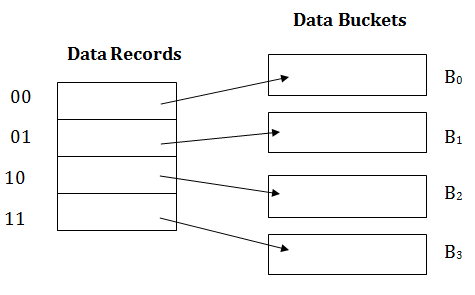 Data Buckets
Data Records
00
01
10
11
B0
B1
B2
B3